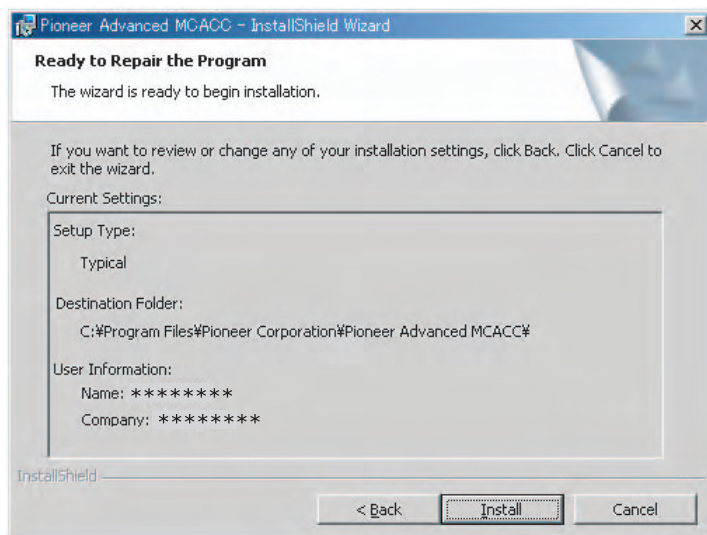 Pioneer Advanced MCACC - InstallShield Wizard
Ready to Repair the Program
The wizard is ready to begin installation.
If you want to review or change any of your installation settings, click Back. Click Cancel to
exit the wizard.
Current Settings:
Setup Type:
Typical
Destination Folder:
C:¥Program Files¥Pioneer Corporation¥Pioneer Advanced MCACC¥
User Information:
Name: ********
Company: ********
InstallShield
< Back
Install
Cancel